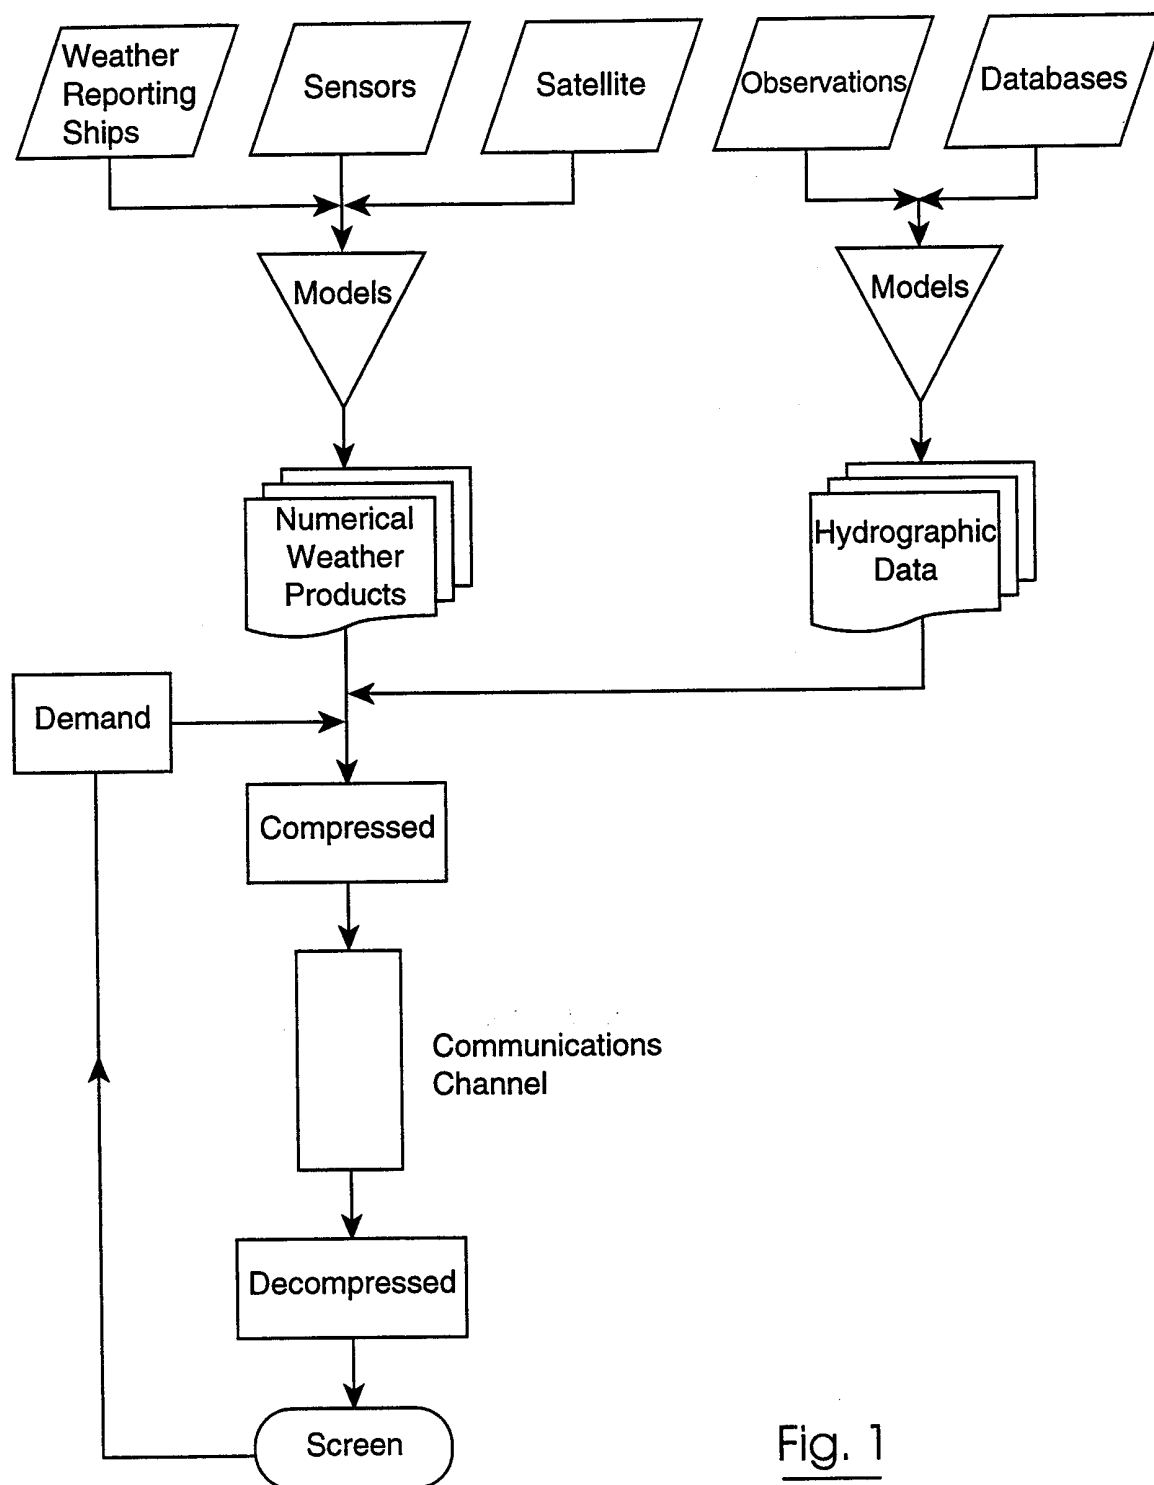 Weather
Reporting
Ships
Sensors
Satellite
Observations
Databases
Models
Models
Numerical
Weather
Products
Hydrographic
Data
Demand
Compressed
Communications
Channel
Decompressed
Screen
Fig. 1